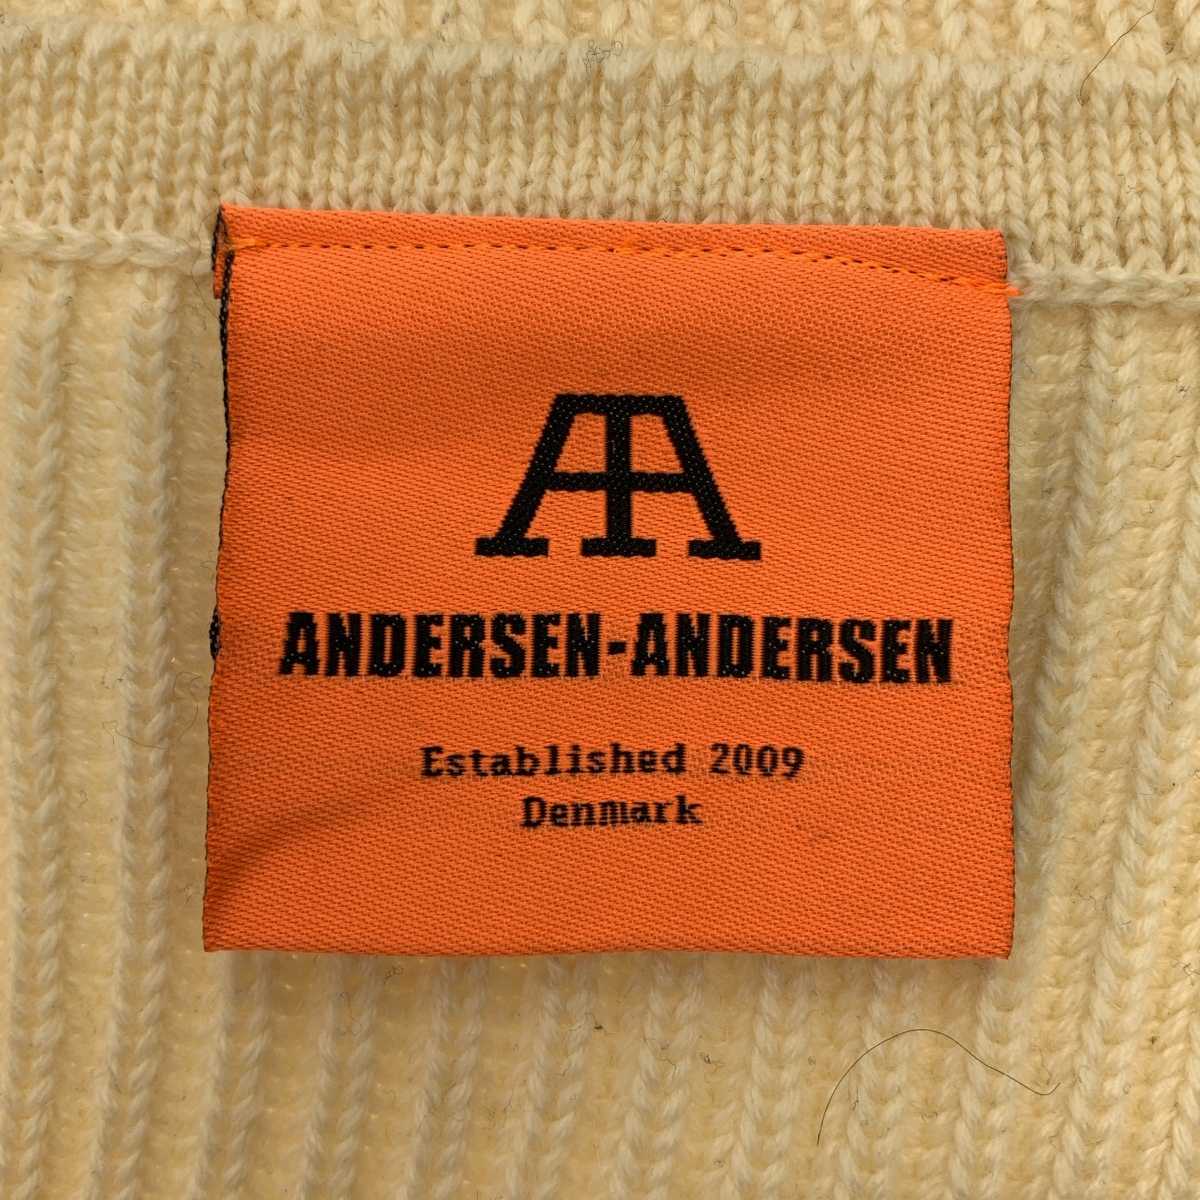 ANDERSEN-ANDERSEN
Established 2009
Denmark